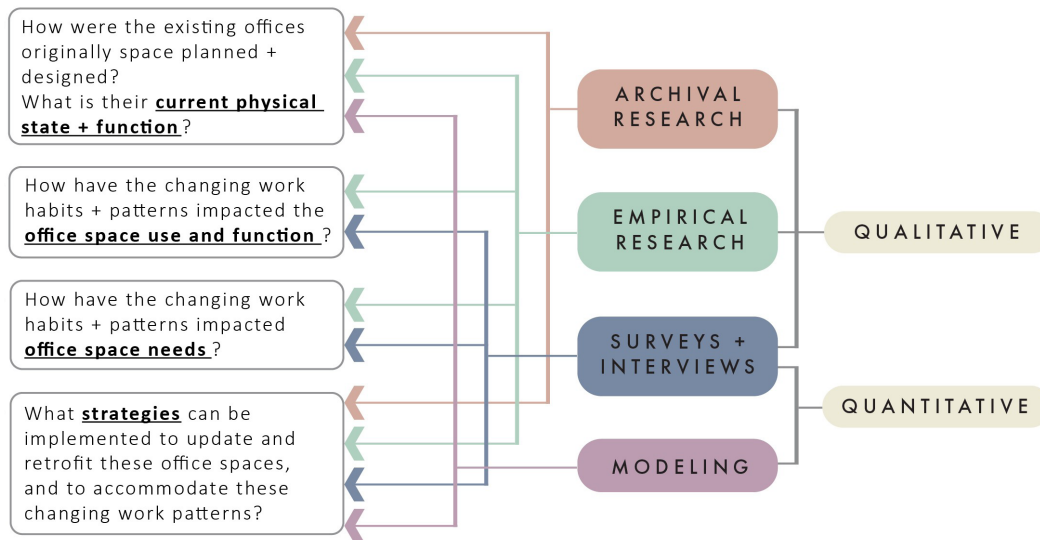 How were the existing offices
originally space planned +
designed?
What is their current physical
state + function ?
How have the changing work
habits + patterns impacted the
office space use and function ?
How have the changing work
habits + patterns impacted
office space needs ?
What strategies can be
implemented to update and
retrofit these office spaces,
and to accommodate these
changing work patterns?
ARCHIVAL
RESEARCH
EMPIRICAL
RESEARCH
SURVEYS +
INTERVIEWS
MODELING
QUALITATIVE
QUANTITATIVE